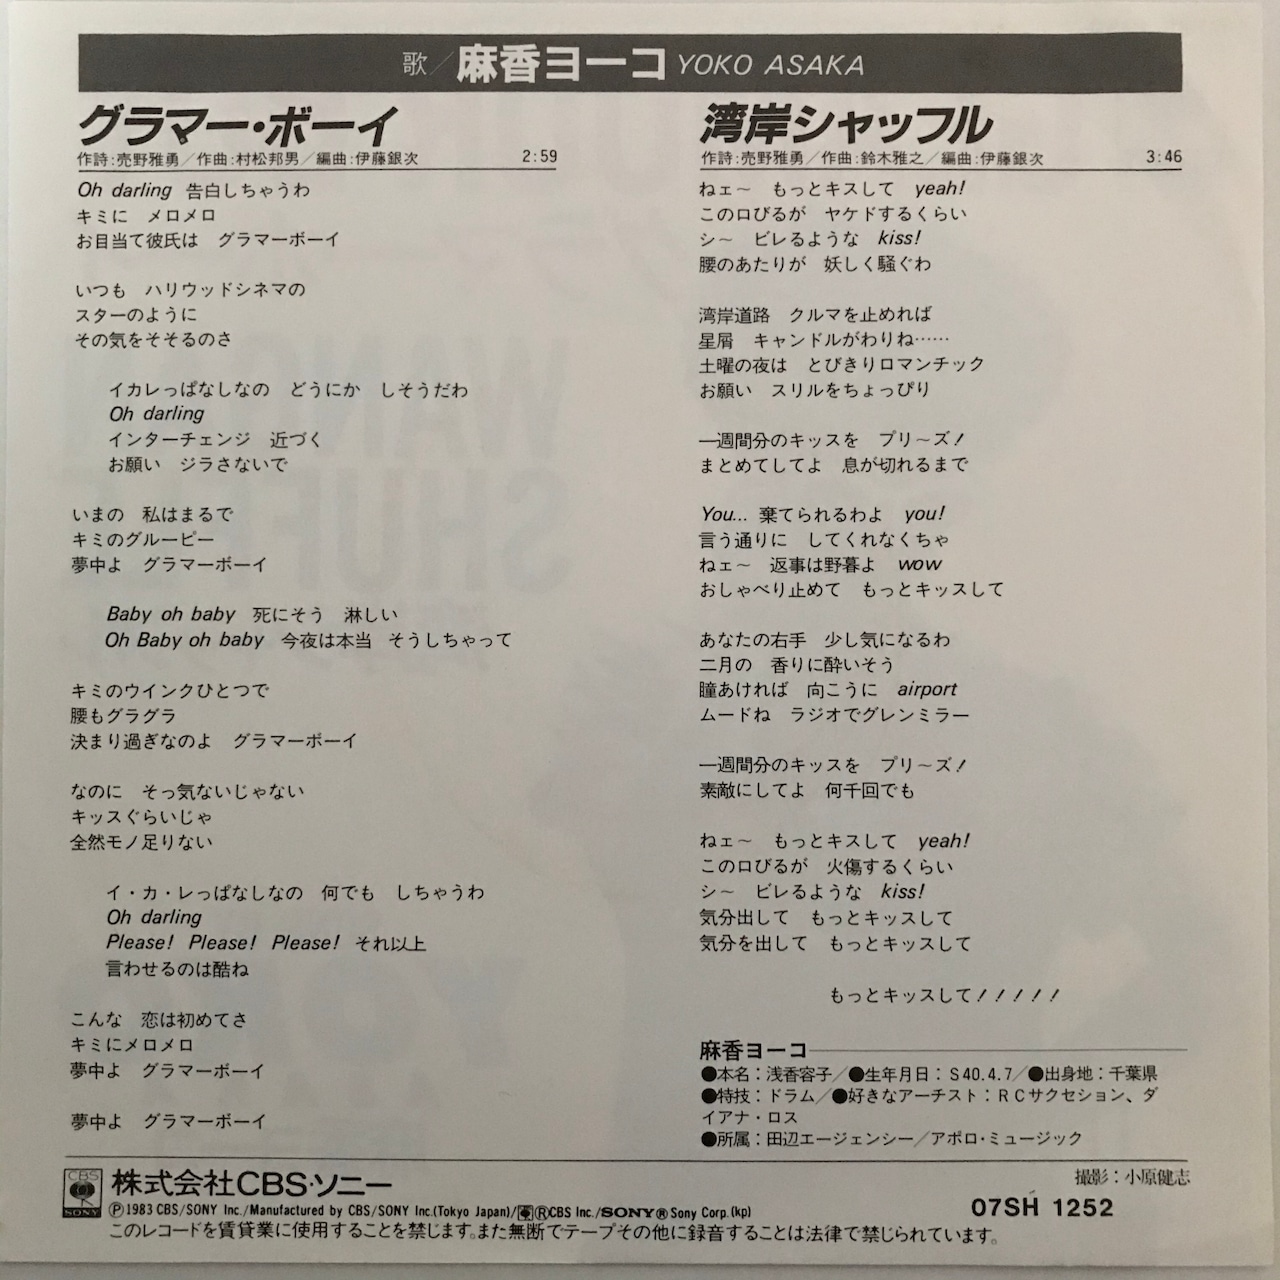 歌／麻香ヨーコ YOKO ASAKA
グラマー・ボーイ
作詩:売野雅勇／作曲:村松邦男／編曲:伊藤銀次 2:59
Oh darling 告白しちゃうわ
キミに メロメロ
お目当て彼氏は グラマーボーイ
いつも ハリウッドシネマの
スターのように
その気をそそるのさ
イカレっぱなしなの どうにか しそうだわ
Oh darling
インターチェンジ 近づく
お願い ジラさないで
いまの 私はまるで
キミのグルーピー
夢中よ グラマーボーイ
Baby oh baby 死にそう 淋しい
Oh Baby oh baby 今夜は本当 そうしちゃって
キミのウインクひとつで
腰もグラグラ
決まり過ぎなのよ グラマーボーイ
なのに そっ気ないじゃない
キッスぐらいじゃ
全然モノ足りない
イ・カ・レっぱなしなの 何でも しちゃうわ
Oh darling
Please! Please! Please! それ以上
言わせるのは酷ね
こんな 恋は初めてさ
キミにメロメロ
夢中よ グラマーボーイ
夢中よ グラマーボーイ
湾岸シャッフル
作詩:売野雅勇／作曲:鈴木雅之／編曲:伊藤銀次 3:46
ねェ〜 もっとキスして yeah!
この口びるが ヤケドするくらい
シ〜 ビレるような kiss!
腰のあたりが 妖しく騒ぐわ
湾岸道路 クルマを止めれば
星屑 キャンドルがわりね……
土曜の夜は とびきりロマンチック
お願い スリルをちょっぴり
一週間分のキッスを プリ〜ズ！
まとめてしてよ 息が切れるまで
You... 棄てられるわよ you!
言う通りに してくれなくちゃ
ねェ〜 返事は野暮よ wow
おしゃべり止めて もっとキッスして
あなたの右手 少し気になるわ
二月の 香りに酔いそう
瞳あければ 向こうに airport
ムードね ラジオでグレンミラー
一週間分のキッスを プリ〜ズ！
素敵にしてよ 何千回でも
ねェ〜 もっとキスして yeah!
この口びるが 火傷するくらい
シ〜 ビレるような kiss!
気分出して もっとキッスして
気分を出して もっとキッスして
もっとキッスして！！！！！
麻香ヨーコ
●本名：浅香容子／●生年月日：S40.4.7／●出身地：千葉県
●特技：ドラム／●好きなアーチスト：RCサクセション、ダ
イアナ・ロス
●所属：田辺エージェンシー／アポロ・ミュージック
撮影：小原健志
CBS SONY 株式会社CBS・ソニー
Ⓟ1983 CBS/SONY Inc./Manufactured by CBS/SONY Inc.(Tokyo Japan)/®CBS Inc./SONY®Sony Corp.(kp)
07SH 1252
このレコードを賃貸業に使用することを禁じます。また無断でテープその他に録音することは法律で禁じられています。